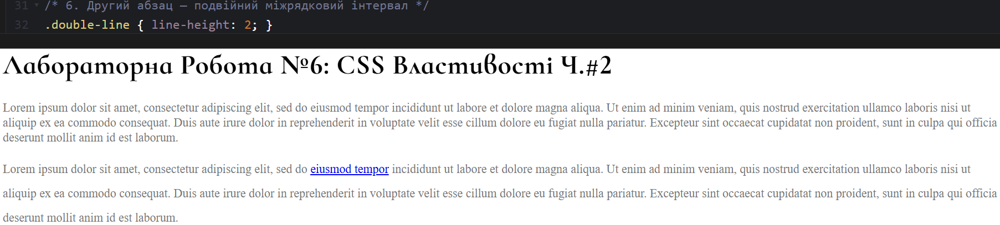 31 /* 6. Другий абзац — подвійний міжрядковий інтервал */
32 .double-line { line-height: 2; }
Лабораторна Робота №6: CSS Властивості Ч.#2
Lorem ipsum dolor sit amet, consectetur adipiscing elit, sed do eiusmod tempor incididunt ut labore et dolore magna aliqua. Ut enim ad minim veniam, quis nostrud exercitation ullamco laboris nisi ut
aliquip ex ea commodo consequat. Duis aute irure dolor in reprehenderit in voluptate velit esse cillum dolore eu fugiat nulla pariatur. Excepteur sint occaecat cupidatat non proident, sunt in culpa qui officia
deserunt mollit anim id est laborum.
Lorem ipsum dolor sit amet, consectetur adipiscing elit, sed do eiusmod tempor incididunt ut labore et dolore magna aliqua. Ut enim ad minim veniam, quis nostrud exercitation ullamco laboris nisi ut
aliquip ex ea commodo consequat. Duis aute irure dolor in reprehenderit in voluptate velit esse cillum dolore eu fugiat nulla pariatur. Excepteur sint occaecat cupidatat non proident, sunt in culpa qui officia
deserunt mollit anim id est laborum.